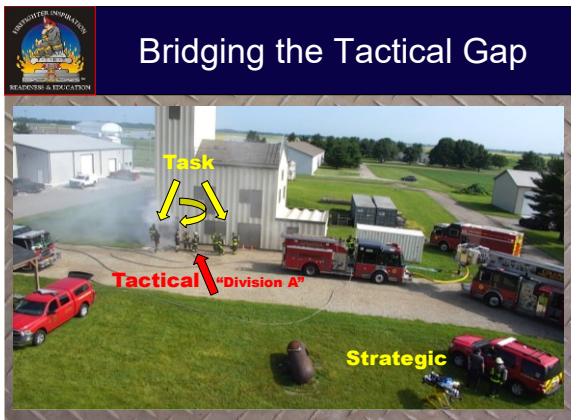 FIREFIGHTER INSPIRATION
READINESS & EDUCATION
Bridging the Tactical Gap
Task
Tactical "Division A"
Strategic